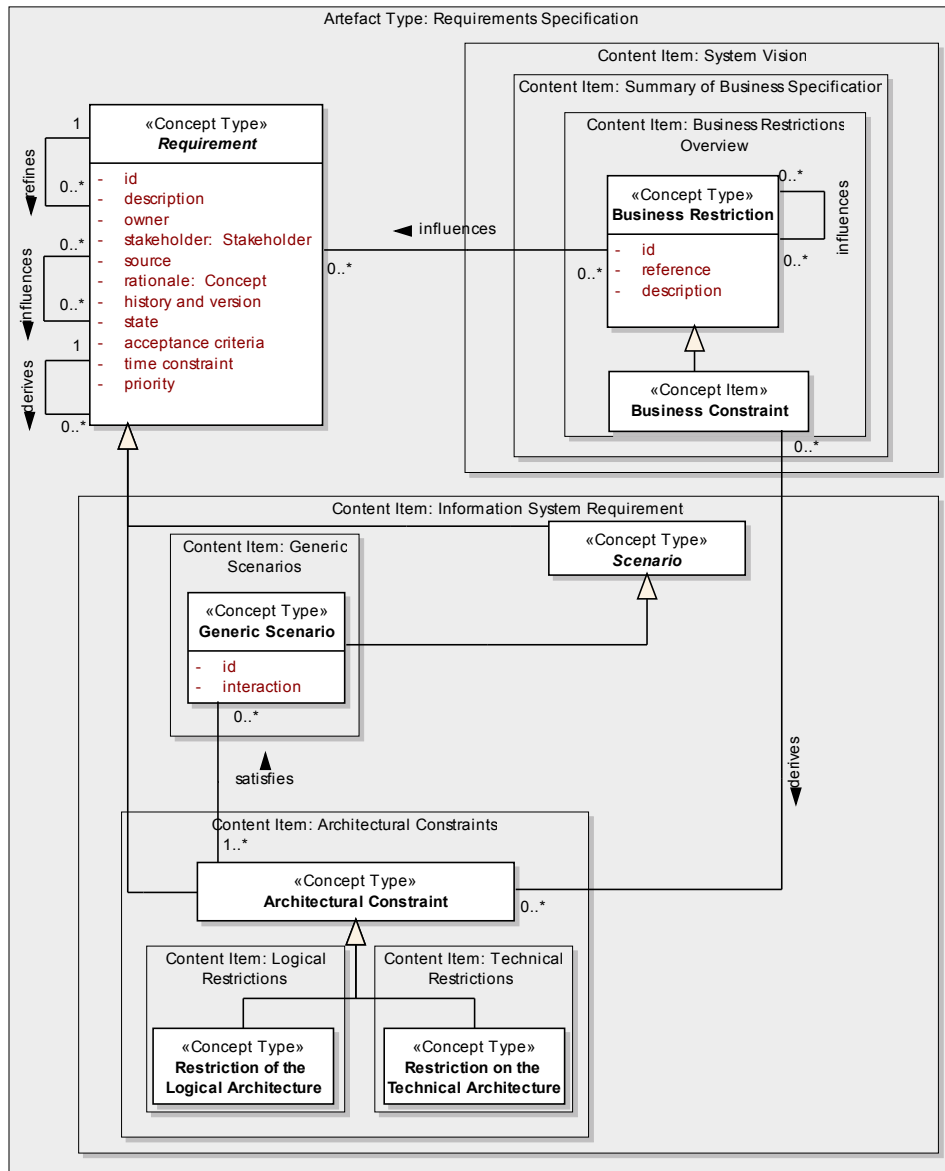 Artefact Type: Requirements Specification
Content Item: System Vision
Content Item: Summary of Business Specification
Content Item: Business Restrictions
Overview
«Concept Type»
Requirement
- id
- description
- owner
- stakeholder: Stakeholder
- source
- rationale: Concept
- history and version
- state
- acceptance criteria
- time constraint
- priority
1
refines
0..*
0..*
influences
0..*
1
derives
0..*
influences
0..*
0..*
«Concept Type»
Business Restriction
- id
- reference
- description
0..*
influences
0..*
«Concept Item»
Business Constraint
0..*
Content Item: Information System Requirement
«Concept Type»
Scenario
Content Item: Generic
Scenarios
«Concept Type»
Generic Scenario
- id
- interaction
0..*
satisfies
derives
Content Item: Architectural Constraints
1..*
«Concept Type»
Architectural Constraint
0..*
Content Item: Logical
Restrictions
«Concept Type»
Restriction of the
Logical Architecture
Content Item: Technical
Restrictions
«Concept Type»
Restriction on the
Technical Architecture